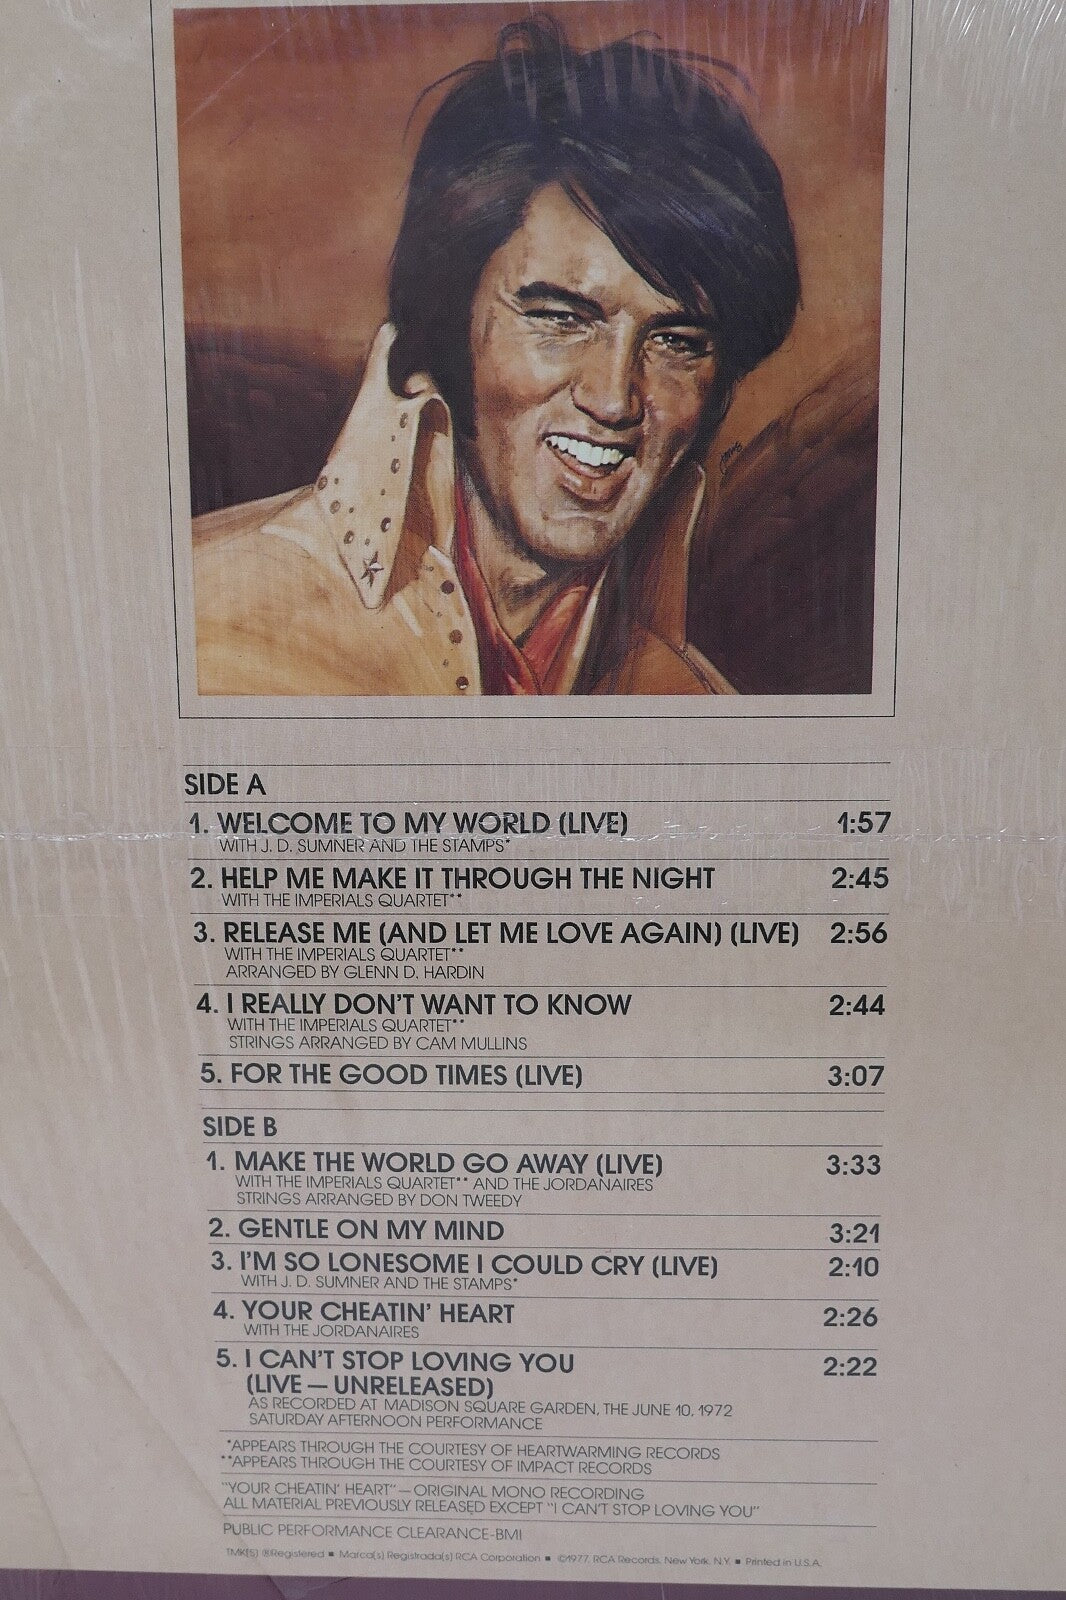 SIDE A
1. WELCOME TO MY WORLD (LIVE) 1:57
WITH J. D. SUMNER AND THE STAMPS*
2. HELP ME MAKE IT THROUGH THE NIGHT 2:45
WITH THE IMPERIALS QUARTET**
3. RELEASE ME (AND LET ME LOVE AGAIN) (LIVE) 2:56
WITH THE IMPERIALS QUARTET**
ARRANGED BY GLENN D. HARDIN
4. I REALLY DON'T WANT TO KNOW 2:44
WITH THE IMPERIALS QUARTET**
STRINGS ARRANGED BY CAM MULLINS
5. FOR THE GOOD TIMES (LIVE) 3:07
SIDE B
1. MAKE THE WORLD GO AWAY (LIVE) 3:33
WITH THE IMPERIALS QUARTET** AND THE JORDANAIRES
STRINGS ARRANGED BY DON TWEEDY
2. GENTLE ON MY MIND 3:21
3. I'M SO LONESOME I COULD CRY (LIVE) 2:10
WITH J. D. SUMNER AND THE STAMPS*
4. YOUR CHEATIN' HEART 2:26
WITH THE JORDANAIRES
5. I CAN'T STOP LOVING YOU 2:22
(LIVE — UNRELEASED)
AS RECORDED AT MADISON SQUARE GARDEN, THE JUNE 10, 1972
SATURDAY AFTERNOON PERFORMANCE
*APPEARS THROUGH THE COURTESY OF HEARTWARMING RECORDS
**APPEARS THROUGH THE COURTESY OF IMPACT RECORDS
"YOUR CHEATIN' HEART" — ORIGINAL MONO RECORDING
ALL MATERIAL PREVIOUSLY RELEASED EXCEPT "I CAN'T STOP LOVING YOU"
PUBLIC PERFORMANCE CLEARANCE-BMI
TMK(S) ®Registered ■ Marca(s) Registrada(s) RCA Corporation ■ ©1977, RCA Records, New York, N.Y. ■ Printed in U.S.A.